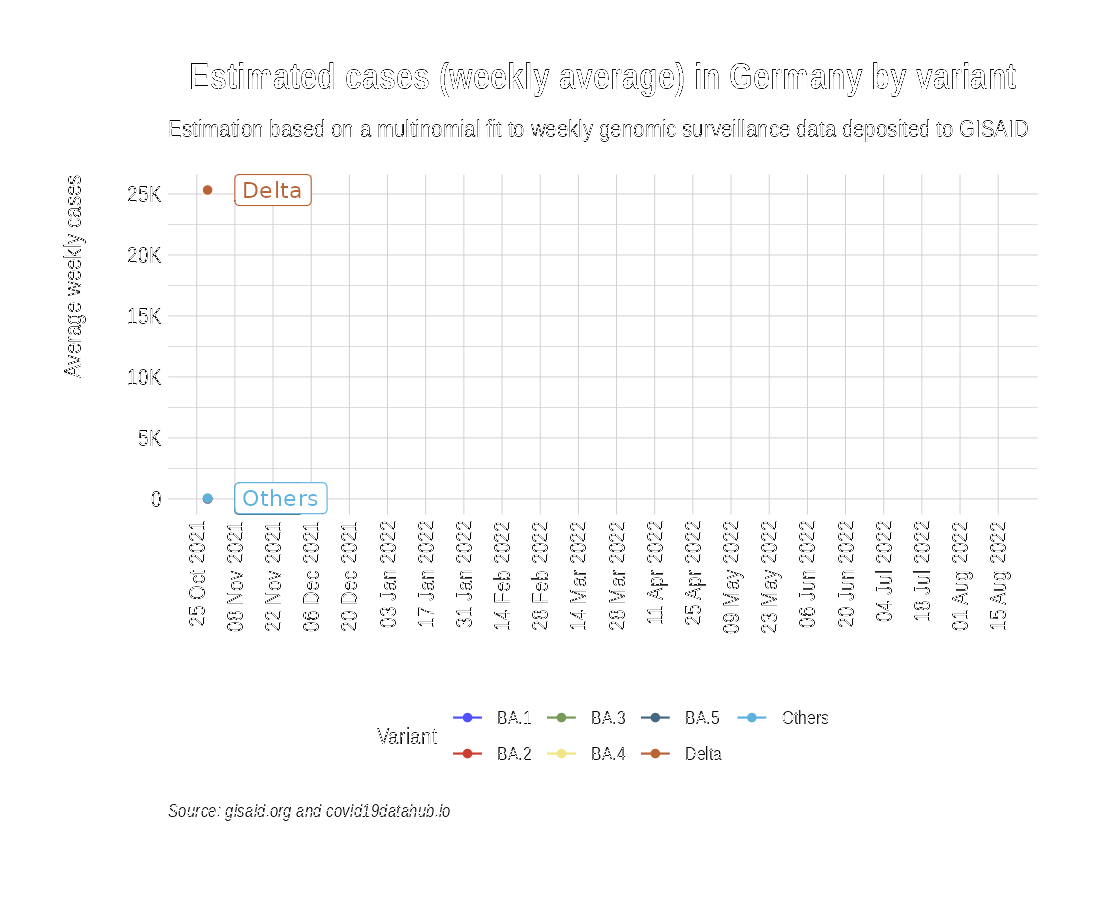 Estimated cases (weekly average) in Germany by variant
Estimation based on a multinomial fit to weekly genomic surveillance data deposited to GISAID
Average weekly cases
25K
20K
15K
10K
5K
0
Delta
Others
25 Oct 2021
08 Nov 2021
22 Nov 2021
06 Dec 2021
20 Dec 2021
03 Jan 2022
17 Jan 2022
31 Jan 2022
14 Feb 2022
28 Feb 2022
14 Mar 2022
28 Mar 2022
11 Apr 2022
25 Apr 2022
09 May 2022
23 May 2022
06 Jun 2022
20 Jun 2022
04 Jul 2022
18 Jul 2022
01 Aug 2022
15 Aug 2022
Variant
BA.1 BA.3 BA.5 Others
BA.2 BA.4 Delta
Source: gisaid.org and covid19datahub.io